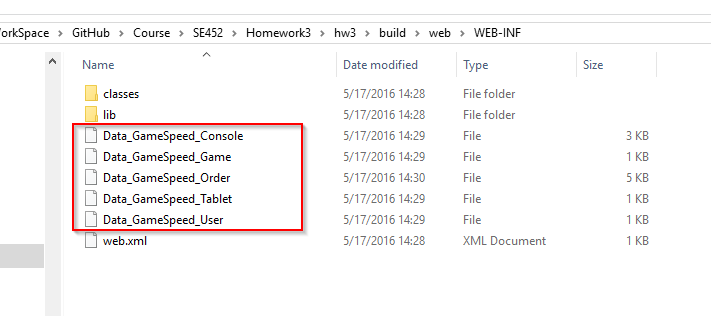 orkSpace > GitHub > Course > SE452 > Homework3 > hw3 > build > web > WEB-INF
Name Date modified Type Size
classes 5/17/2016 14:28 File folder
lib 5/17/2016 14:28 File folder
Data_GameSpeed_Console 5/17/2016 14:29 File 3 KB
Data_GameSpeed_Game 5/17/2016 14:29 File 1 KB
Data_GameSpeed_Order 5/17/2016 14:30 File 5 KB
Data_GameSpeed_Tablet 5/17/2016 14:29 File 1 KB
Data_GameSpeed_User 5/17/2016 14:29 File 1 KB
web.xml 5/17/2016 14:28 XML Document 1 KB